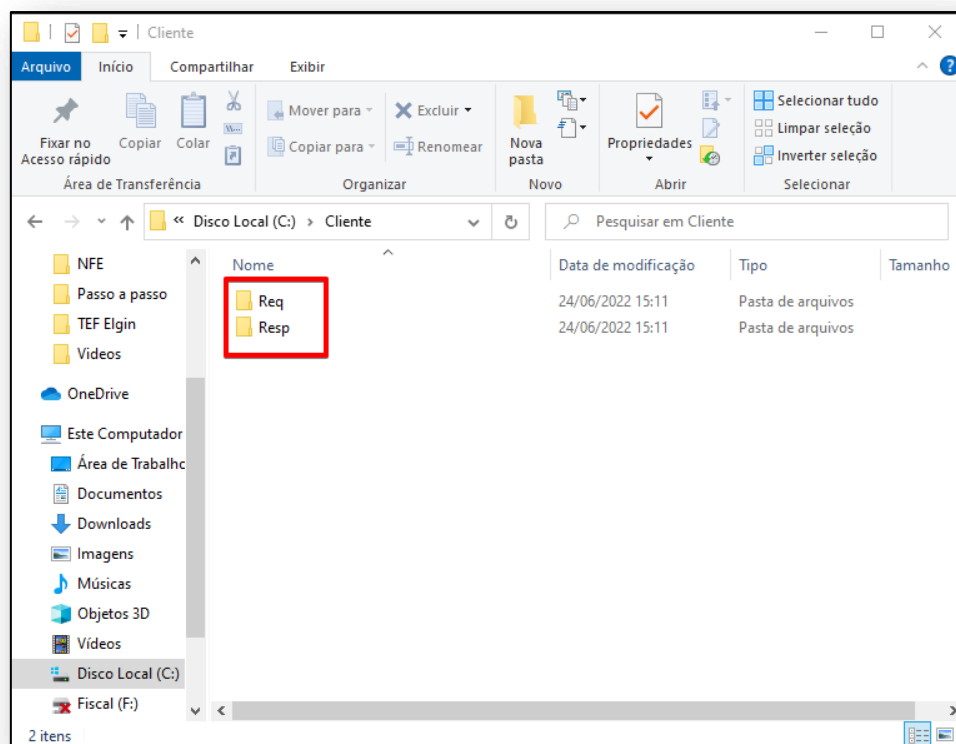 Cliente
Arquivo Início Compartilhar Exibir
Fixar no Acesso rápido
Copiar
Colar
Mover para
Copiar para
Excluir
Renomear
Nova pasta
Propriedades
Selecionar tudo
Limpar seleção
Inverter seleção
Área de Transferência Organizar Novo Abrir Selecionar
« Disco Local (C:) › Cliente
Pesquisar em Cliente
Nome Data de modificação Tipo Tamanho
Req 24/06/2022 15:11 Pasta de arquivos
Resp 24/06/2022 15:11 Pasta de arquivos
NFE
Passo a passo
TEF Elgin
Videos
OneDrive
Este Computador
Área de Trabalhc
Documentos
Downloads
Imagens
Músicas
Objetos 3D
Vídeos
Disco Local (C:)
Fiscal (F:)
2 itens